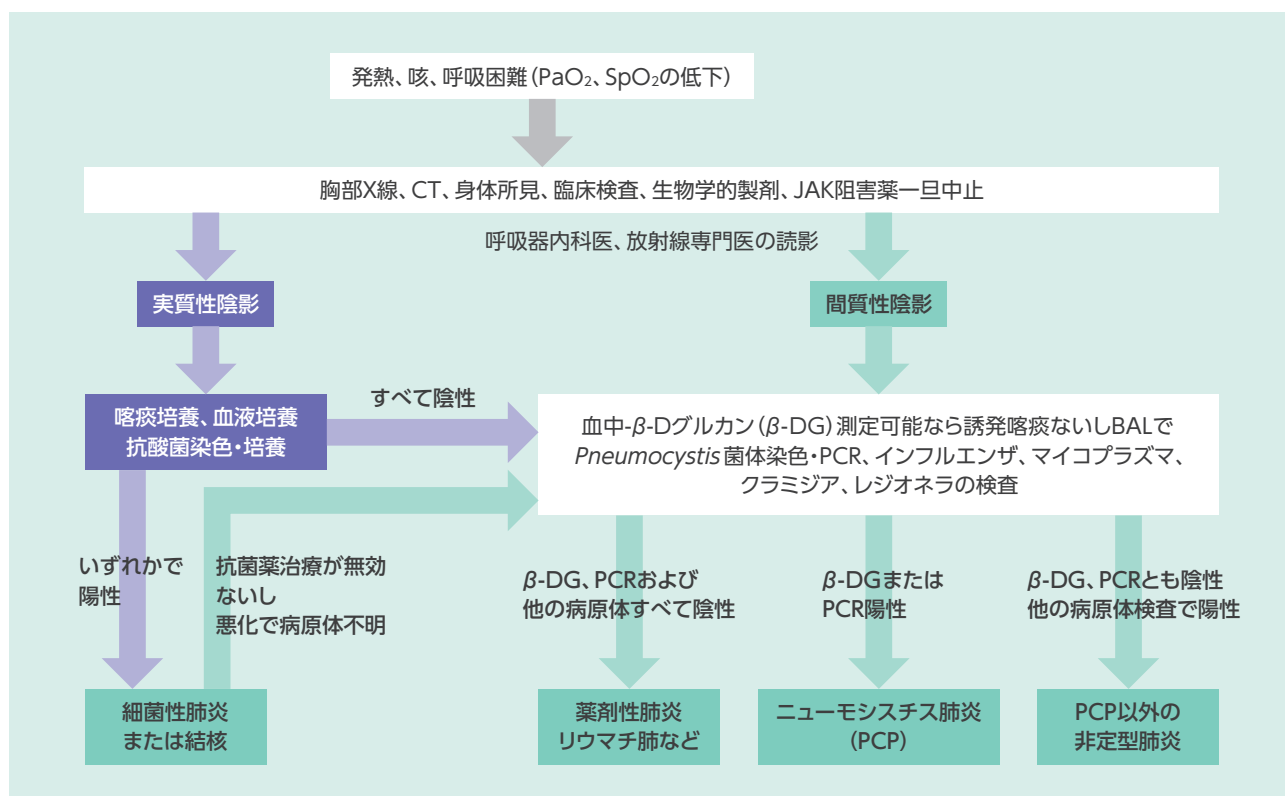 発熱、咳、呼吸困難(PaO₂、SpO₂の低下)
胸部X線、CT、身体所見、臨床検査、生物学的製剤、JAK阻害薬一旦中止
呼吸器内科医、放射線専門医の読影
実質性陰影
間質性陰影
喀痰培養、血液培養
抗酸菌染色・培養
すべて陰性
血中-β-Dグルカン(β-DG)測定可能なら誘発喀痰ないしBALで
Pneumocystis 菌体染色・PCR、インフルエンザ、マイコプラズマ、
クラミジア、レジオネラの検査
いずれかで
陽性
抗菌薬治療が無効
ないし
悪化で病原体不明
β-DG、PCRおよび
他の病原体すべて陰性
β-DGまたは
PCR陽性
β-DG、PCRとも陰性
他の病原体検査で陽性
細菌性肺炎
または結核
薬剤性肺炎
リウマチ肺など
ニューモシスチス肺炎
(PCP)
PCP以外の
非定型肺炎